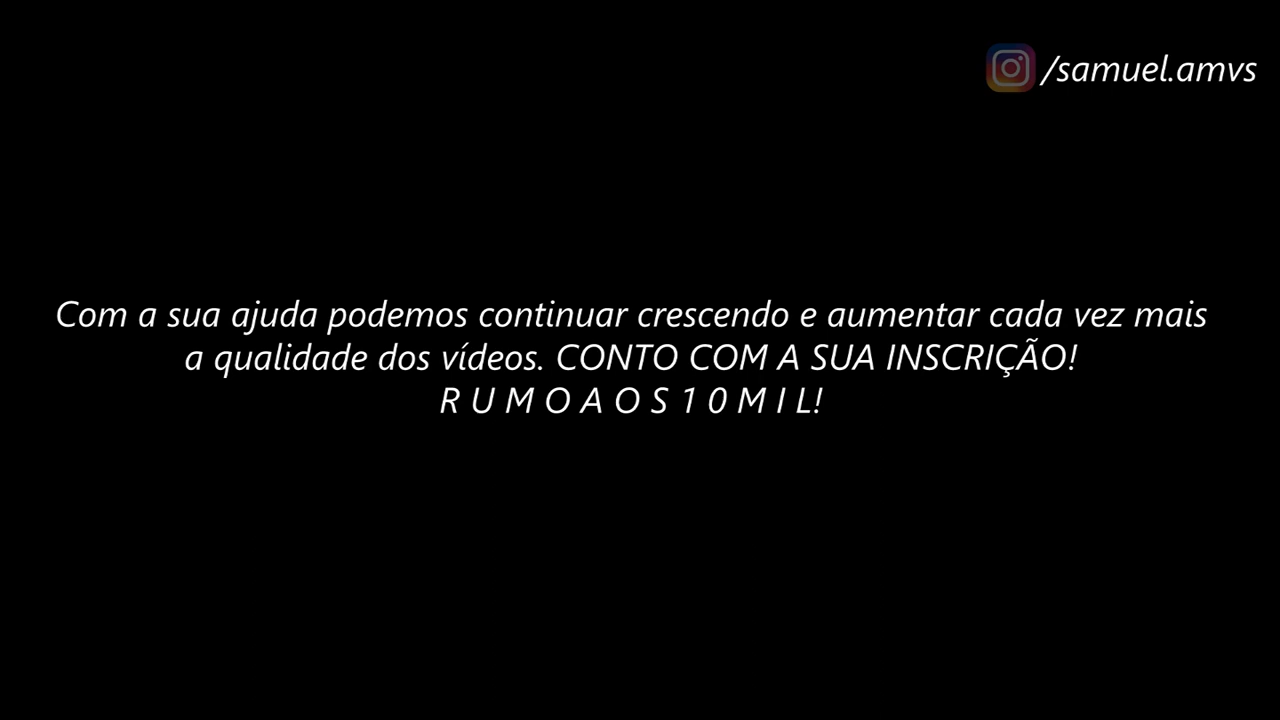 /samuel.amvs
Com a sua ajuda podemos continuar crescendo e aumentar cada vez mais
a qualidade dos vídeos. CONTO COM A SUA INSCRIÇÃO!
R U M O A O S 1 0 M I L!